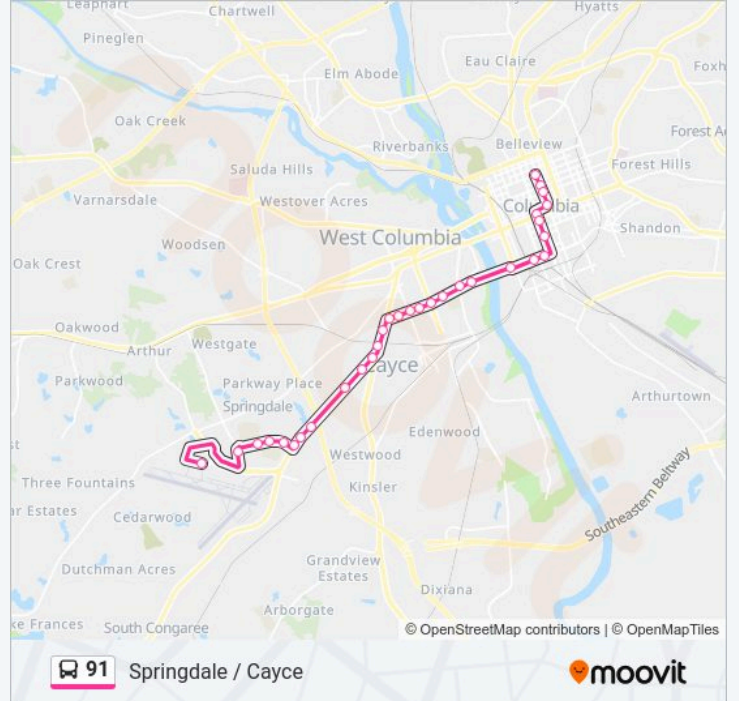 Leaphart
Chartwell
Hyatts
Pineglen
Eau Claire
Elm Abode
Foxh
Oak Creek
Belleview
Forest A
Riverbanks
Saluda Hills
Forest Hills
Varnarsdale
Westover Acres
Columbia
West Columbia
Shandon
Woodsen
Oak Crest
Oakwood
Arthur
Westgate
Cayce
Parkwood
Parkway Place
Arthurtown
Springdale
Edenwood
st
Westwood
Three Fountains
Kinsler
Southeastern Beltway
ar Estates
Cedarwood
Dutchman Acres
Grandview
Estates
Dixiana
Arborgate
ke Frances
South Congaree
© OpenStreetMap contributors | © OpenMapTiles
91 Springdale / Cayce
moovit